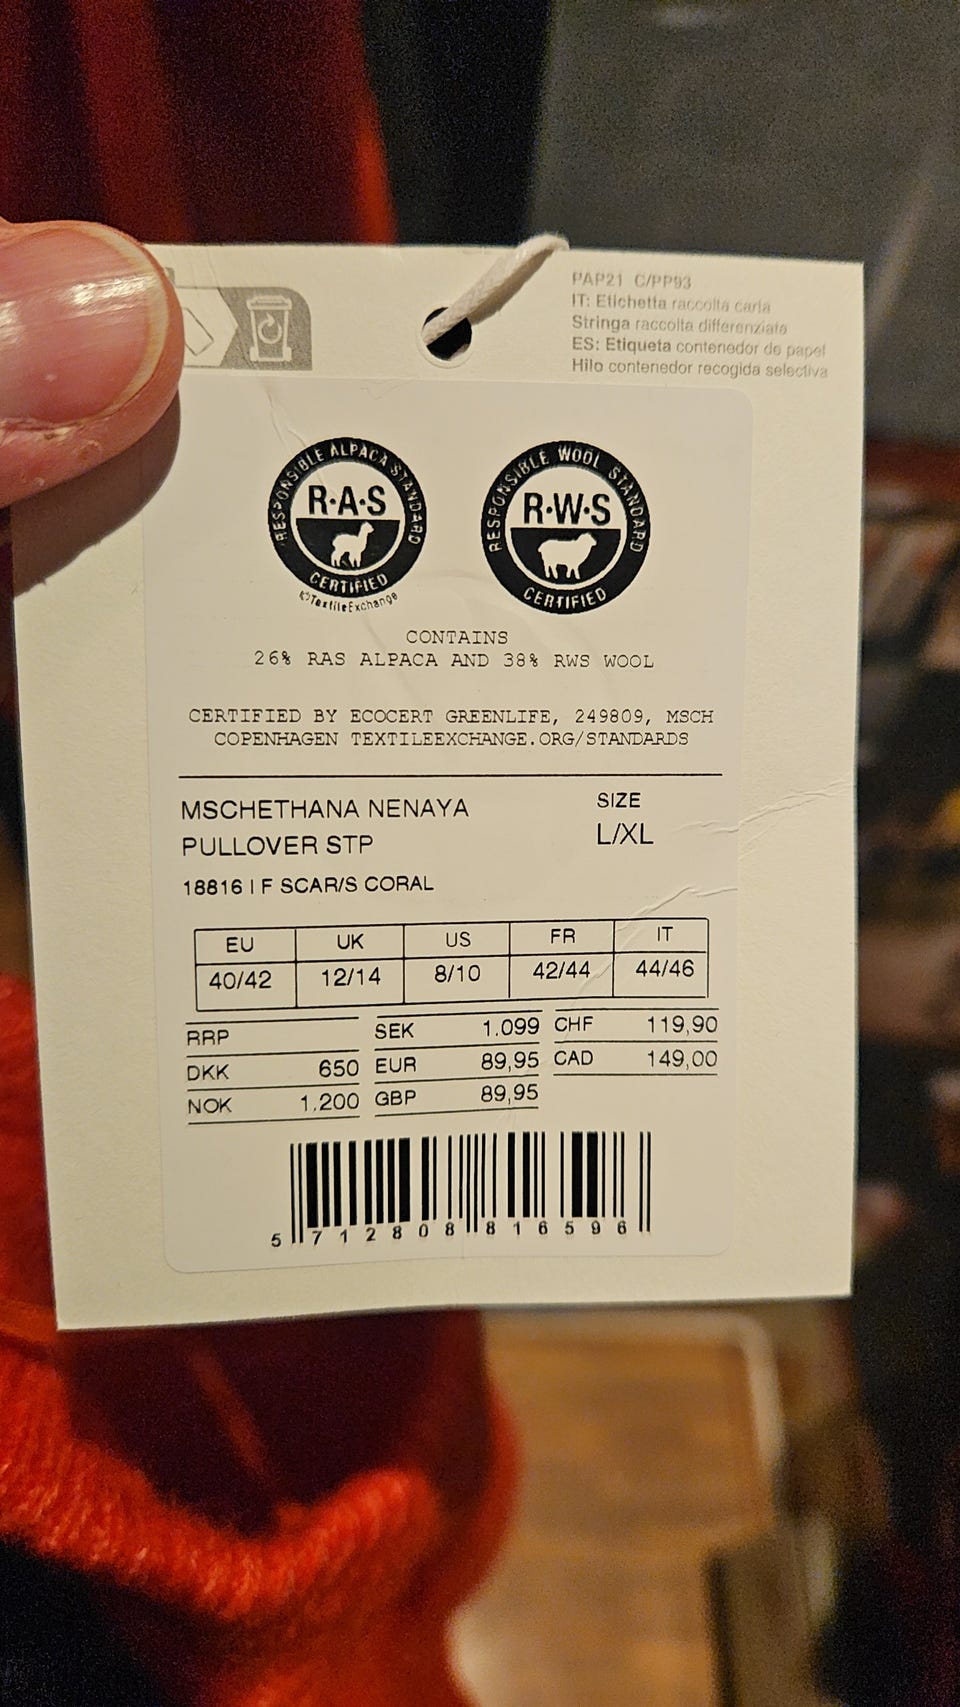 PAP21 C/PP93
IT: Etichetta raccolta carta
Stringa raccolta differenziata
ES: Etiqueta contenedor de papel
Hilo contenedor recogida selectiva
RESPONSIBLE ALPACA STANDARD
R·A·S
CERTIFIED
©TextileExchange
RESPONSIBLE WOOL STANDARD
R·W·S
CERTIFIED
CONTAINS
26% RAS ALPACA AND 38% RWS WOOL
CERTIFIED BY ECOCERT GREENLIFE, 249809, MSCH
COPENHAGEN TEXTILEEXCHANGE.ORG/STANDARDS
MSCHETHANA NENAYA
PULLOVER STP
SIZE
L/XL
18816 | F SCAR/S CORAL
EU UK US FR IT
40/42 12/14 8/10 42/44 44/46
RRP SEK 1.099 CHF 119,90
DKK 650 EUR 89,95 CAD 149,00
NOK 1.200 GBP 89,95
5 712808 816596